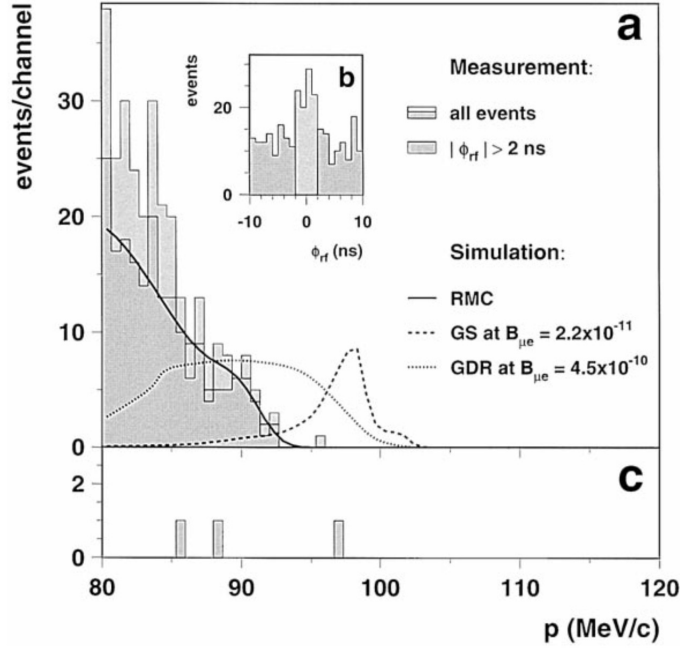 a
b
Measurement:
all events
| ϕrf | > 2 ns
events/channel
30
20
10
0
events
20
0
-10
0
10
ϕrf (ns)
Simulation:
RMC
GS at Bμe = 2.2x10-11
GDR at Bμe = 4.5x10-10
c
2
0
80
90
100
110
120
p (MeV/c)